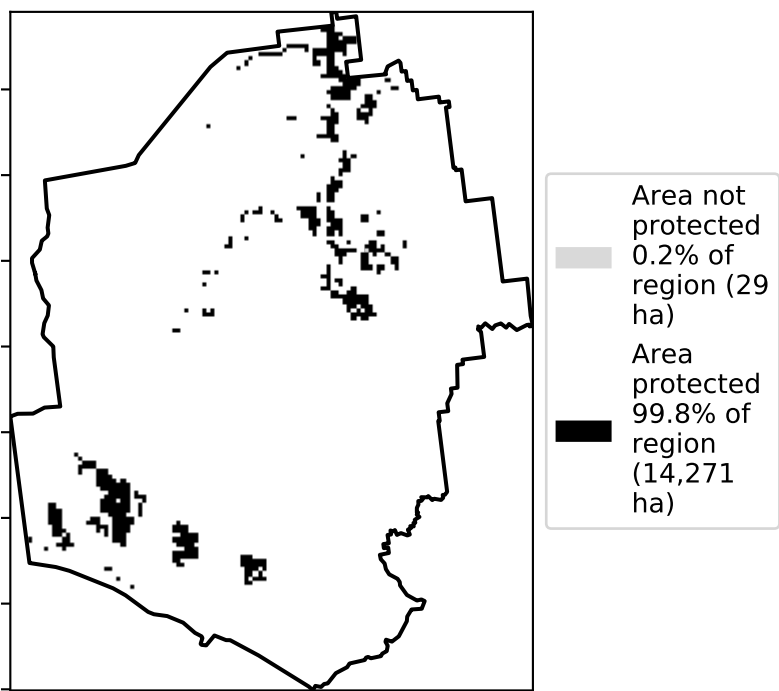 Area not
protected
0.2% of
region (29
ha)
Area
protected
99.8% of
region
(14,271
ha)